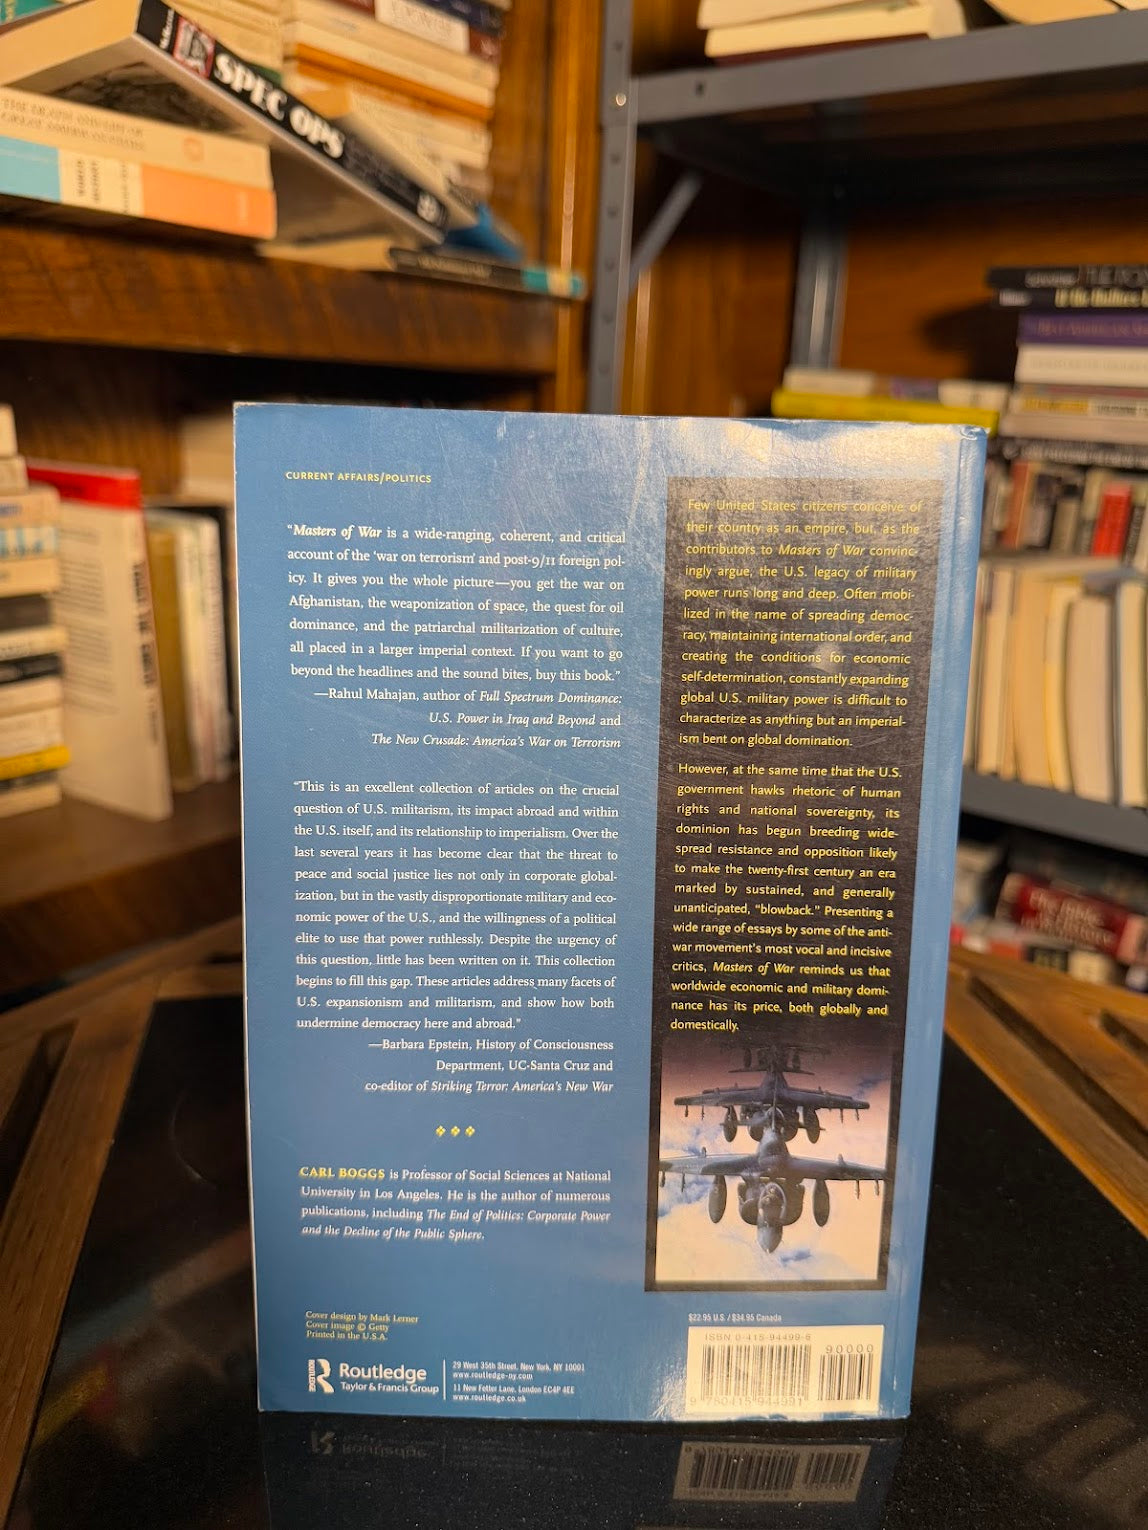 SPEC OPS
CURRENT AFFAIRS/POLITICS
"Masters of War is a wide-ranging, coherent, and critical
account of the 'war on terrorism' and post-9/11 foreign pol-
icy. It gives you the whole picture—you get the war on
Afghanistan, the weaponization of space, the quest for oil
dominance, and the patriarchal militarization of culture,
all placed in a larger imperial context. If you want to go
beyond the headlines and the sound bites, buy this book."
—Rahul Mahajan, author of Full Spectrum Dominance:
U.S. Power in Iraq and Beyond and
The New Crusade: America's War on Terrorism
"This is an excellent collection of articles on the crucial
question of U.S. militarism, its impact abroad and within
the U.S. itself, and its relationship to imperialism. Over the
last several years it has become clear that the threat to
peace and social justice lies not only in corporate global-
ization, but in the vastly disproportionate military and eco-
nomic power of the U.S., and the willingness of a political
elite to use that power ruthlessly. Despite the urgency of
this question, little has been written on it. This collection
begins to fill this gap. These articles address many facets of
U.S. expansionism and militarism, and show how both
undermine democracy here and abroad."
—Barbara Epstein, History of Consciousness
Department, UC-Santa Cruz and
co-editor of Striking Terror: America's New War
CARL BOGGS is Professor of Social Sciences at National
University in Los Angeles. He is the author of numerous
publications, including The End of Politics: Corporate Power
and the Decline of the Public Sphere.
Cover design by Mark Lerner
Cover image © Getty
Printed in the U.S.A.
ROUTLEDGE
Routledge
Taylor & Francis Group
29 West 35th Street, New York, NY 10001
www.routledge-ny.com
11 New Fetter Lane, London EC4P 4EE
www.routledge.co.uk
Few United States citizens conceive of
their country as an empire, but, as the
contributors to Masters of War convinc-
ingly argue, the U.S. legacy of military
power runs long and deep. Often mobi-
lized in the name of spreading democ-
racy, maintaining international order, and
creating the conditions for economic
self-determination, constantly expanding
global U.S. military power is difficult to
characterize as anything but an imperial-
ism bent on global domination.
However, at the same time that the U.S.
government hawks rhetoric of human
rights and national sovereignty, its
dominion has begun breeding wide-
spread resistance and opposition likely
to make the twenty-first century an era
marked by sustained, and generally
unanticipated, "blowback." Presenting a
wide range of essays by some of the anti-
war movement's most vocal and incisive
critics, Masters of War reminds us that
worldwide economic and military domi-
nance has its price, both globally and
domestically.
$22.95 U.S. / $34.95 Canada
ISBN 0-415-94499-6
90000
9 780415 944991